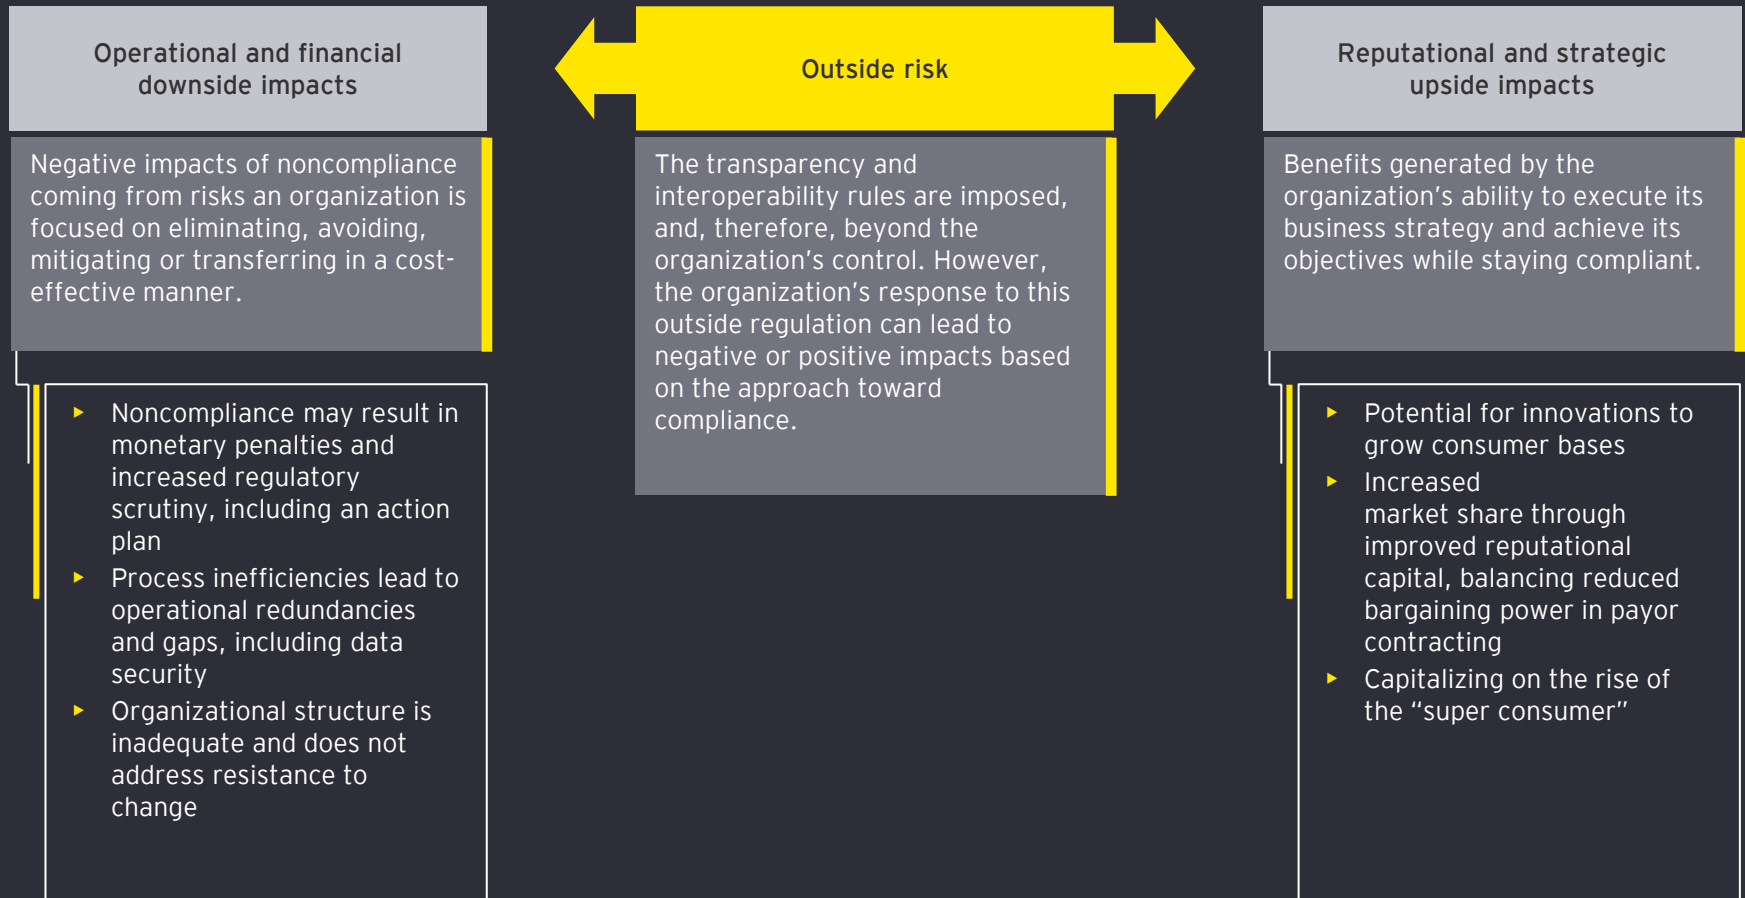 Operational and financial
downside impacts
Negative impacts of noncompliance
coming from risks an organization is
focused on eliminating, avoiding,
mitigating or transferring in a cost-
effective manner.
▸ Noncompliance may result in
monetary penalties and
increased regulatory
scrutiny, including an action
plan
▸ Process inefficiencies lead to
operational redundancies
and gaps, including data
security
▸ Organizational structure is
inadequate and does not
address resistance to
change
Outside risk
The transparency and
interoperability rules are imposed,
and, therefore, beyond the
organization’s control. However,
the organization’s response to this
outside regulation can lead to
negative or positive impacts based
on the approach toward
compliance.
Reputational and strategic
upside impacts
Benefits generated by the
organization’s ability to execute its
business strategy and achieve its
objectives while staying compliant.
▸ Potential for innovations to
grow consumer bases
▸ Increased
market share through
improved reputational
capital, balancing reduced
bargaining power in payor
contracting
▸ Capitalizing on the rise of
the “super consumer”